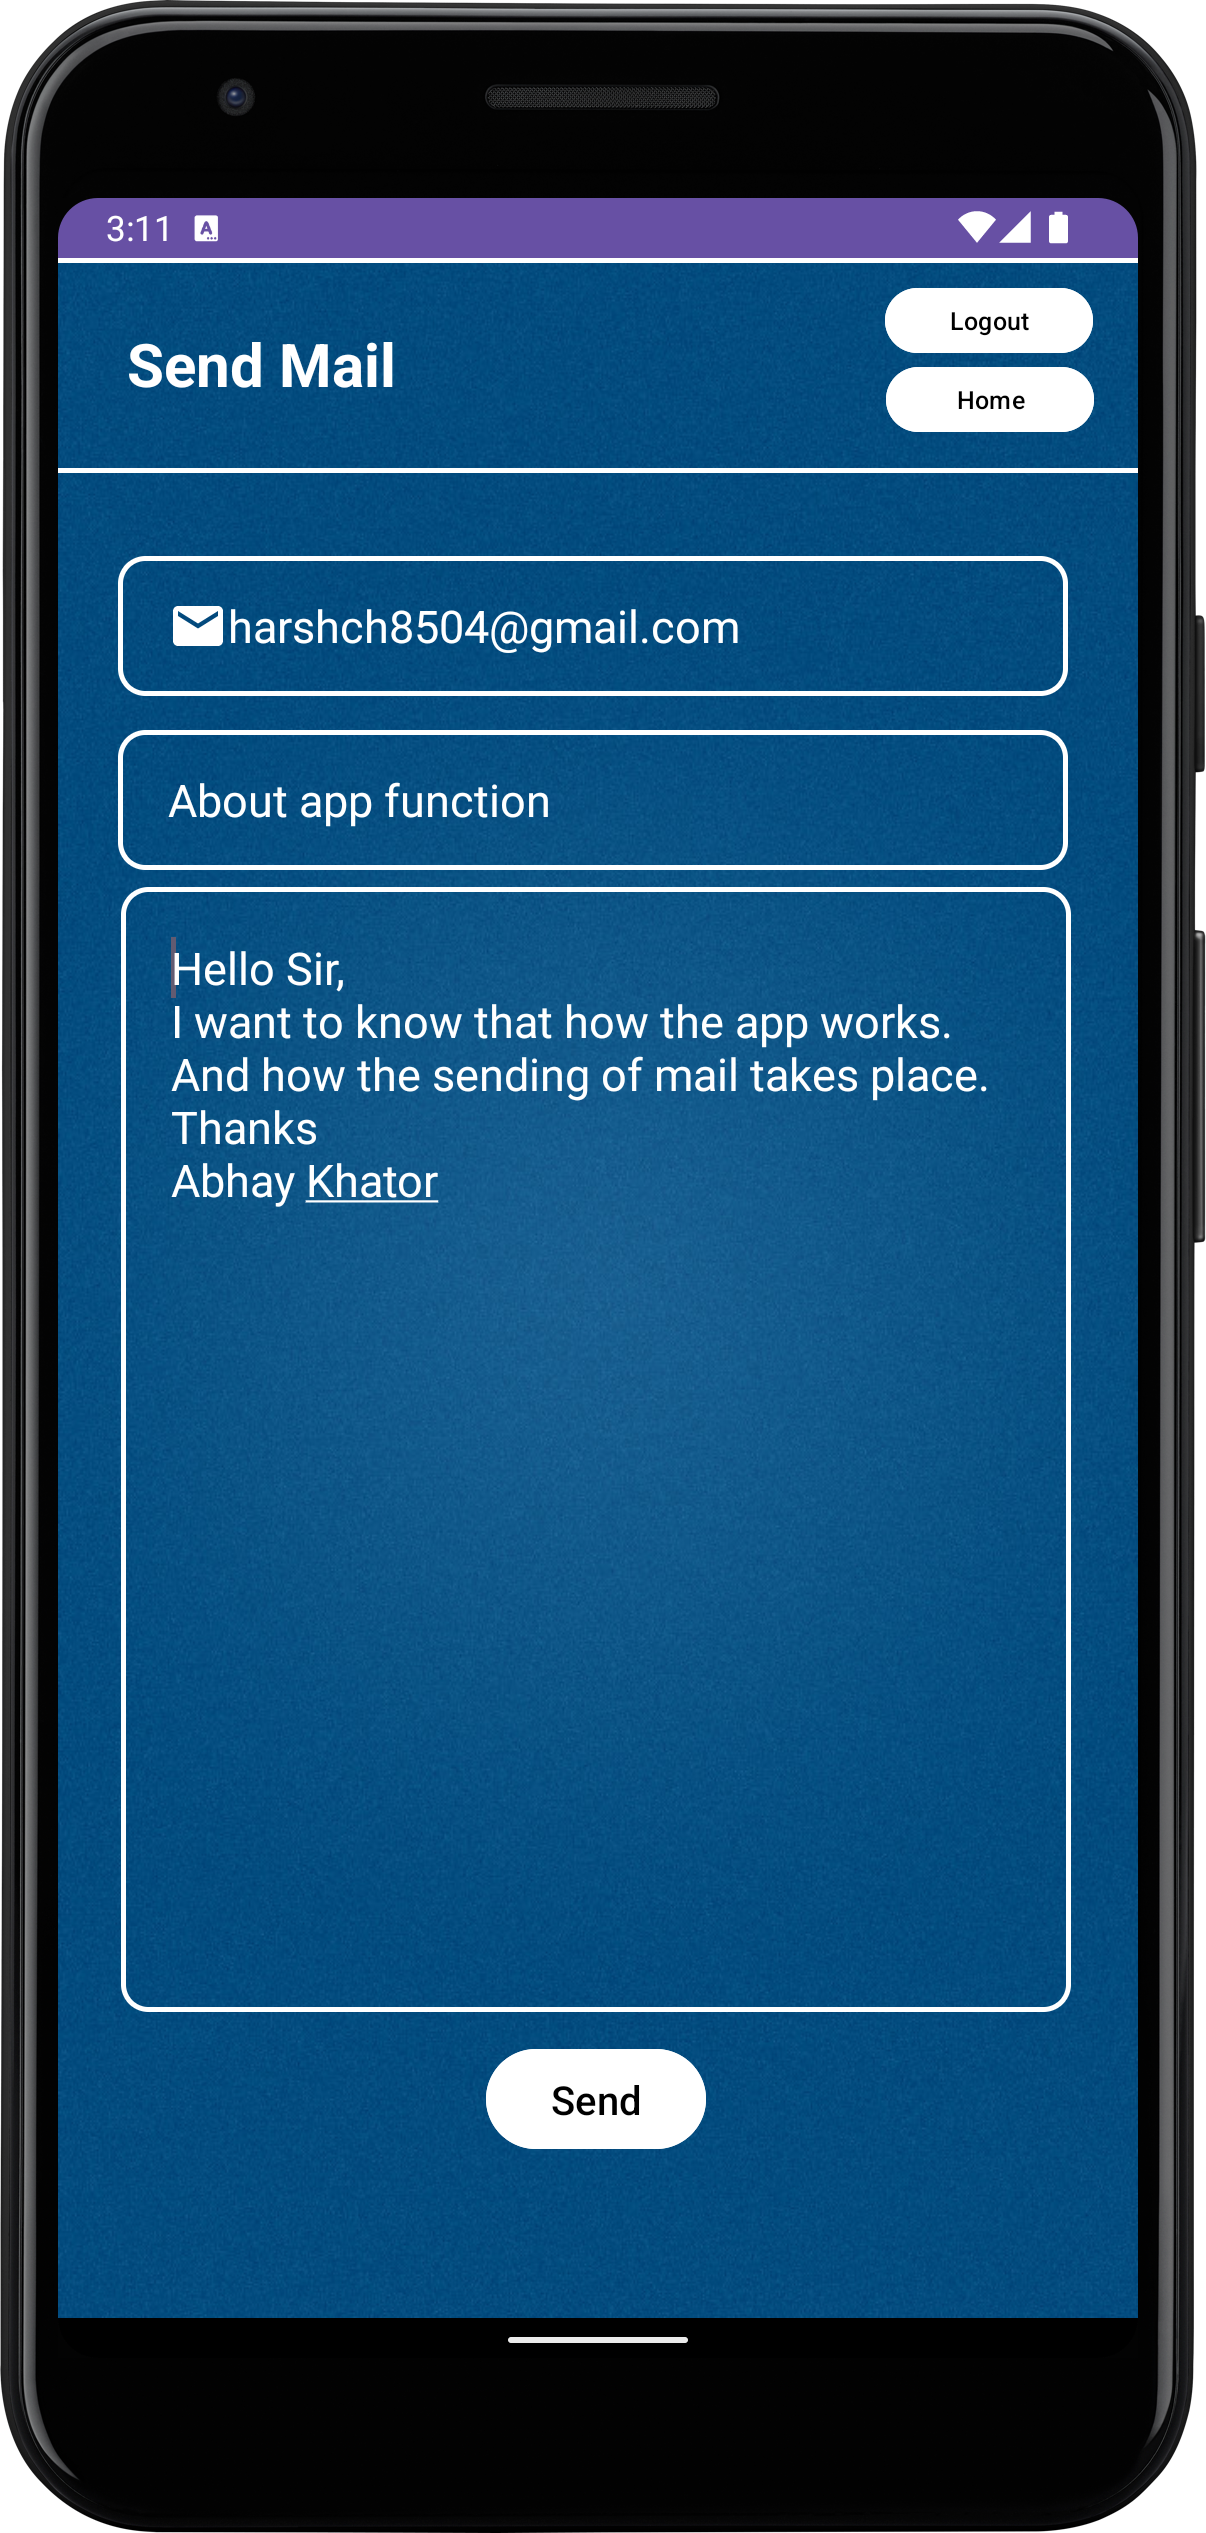 3:11
Send Mail
Logout
Home
harshch8504@gmail.com
About app function
Hello Sir,
I want to know that how the app works.
And how the sending of mail takes place.
Thanks
Abhay Khator
Send